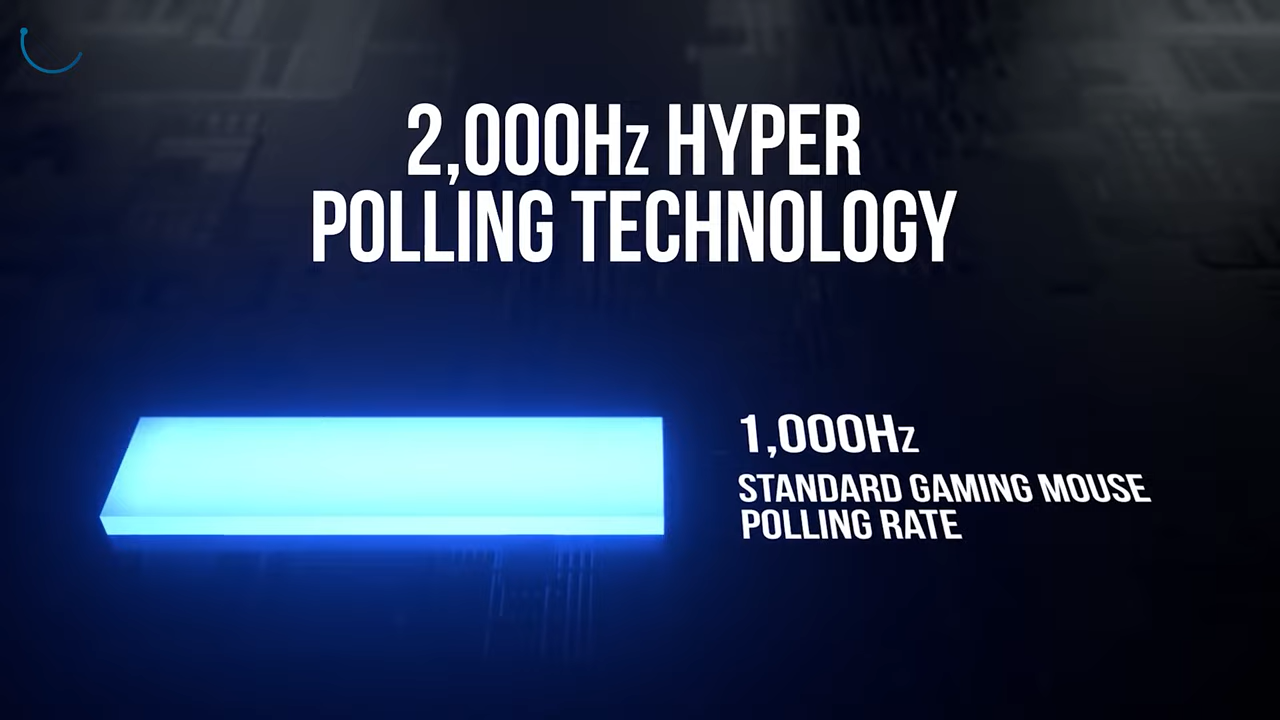 2,000Hz HYPER
POLLING TECHNOLOGY
1,000Hz
STANDARD GAMING MOUSE
POLLING RATE